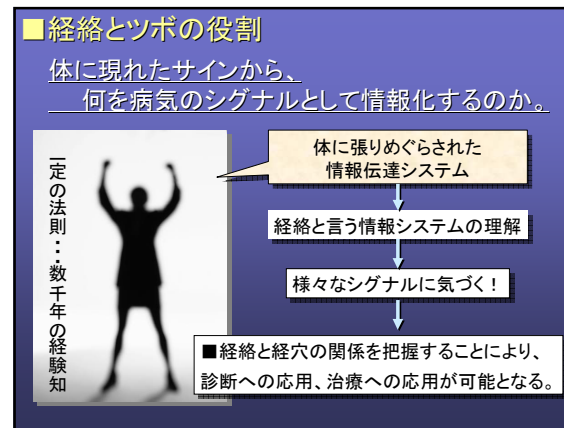 ■経絡とツボの役割
体に現れたサインから、
何を病気のシグナルとして情報化するのか。
一定の法則・・・数千年の経験知
体に張りめぐらされた
情報伝達システム
経絡と言う情報システムの理解
様々なシグナルに気づく！
■経絡と経穴の関係を把握することにより、
診断への応用、治療への応用が可能となる。